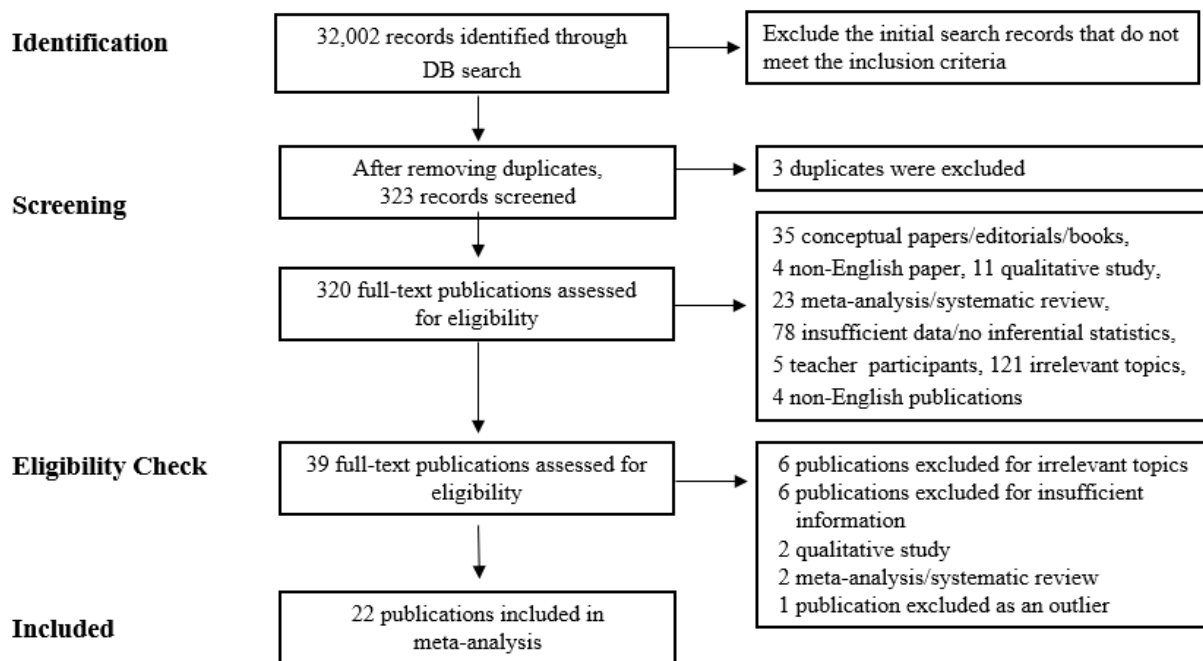 Identification
32,002 records identified through
DB search
Exclude the initial search records that do not
meet the inclusion criteria
Screening
After removing duplicates,
323 records screened
3 duplicates were excluded
320 full-text publications assessed
for eligibility
35 conceptual papers/editorials/books,
4 non-English paper, 11 qualitative study,
23 meta-analysis/systematic review,
78 insufficient data/no inferential statistics,
5 teacher participants, 121 irrelevant topics,
4 non-English publications
Eligibility Check
39 full-text publications assessed for
eligibility
6 publications excluded for irrelevant topics
6 publications excluded for insufficient
information
2 qualitative study
2 meta-analysis/systematic review
1 publication excluded as an outlier
Included
22 publications included in
meta-analysis